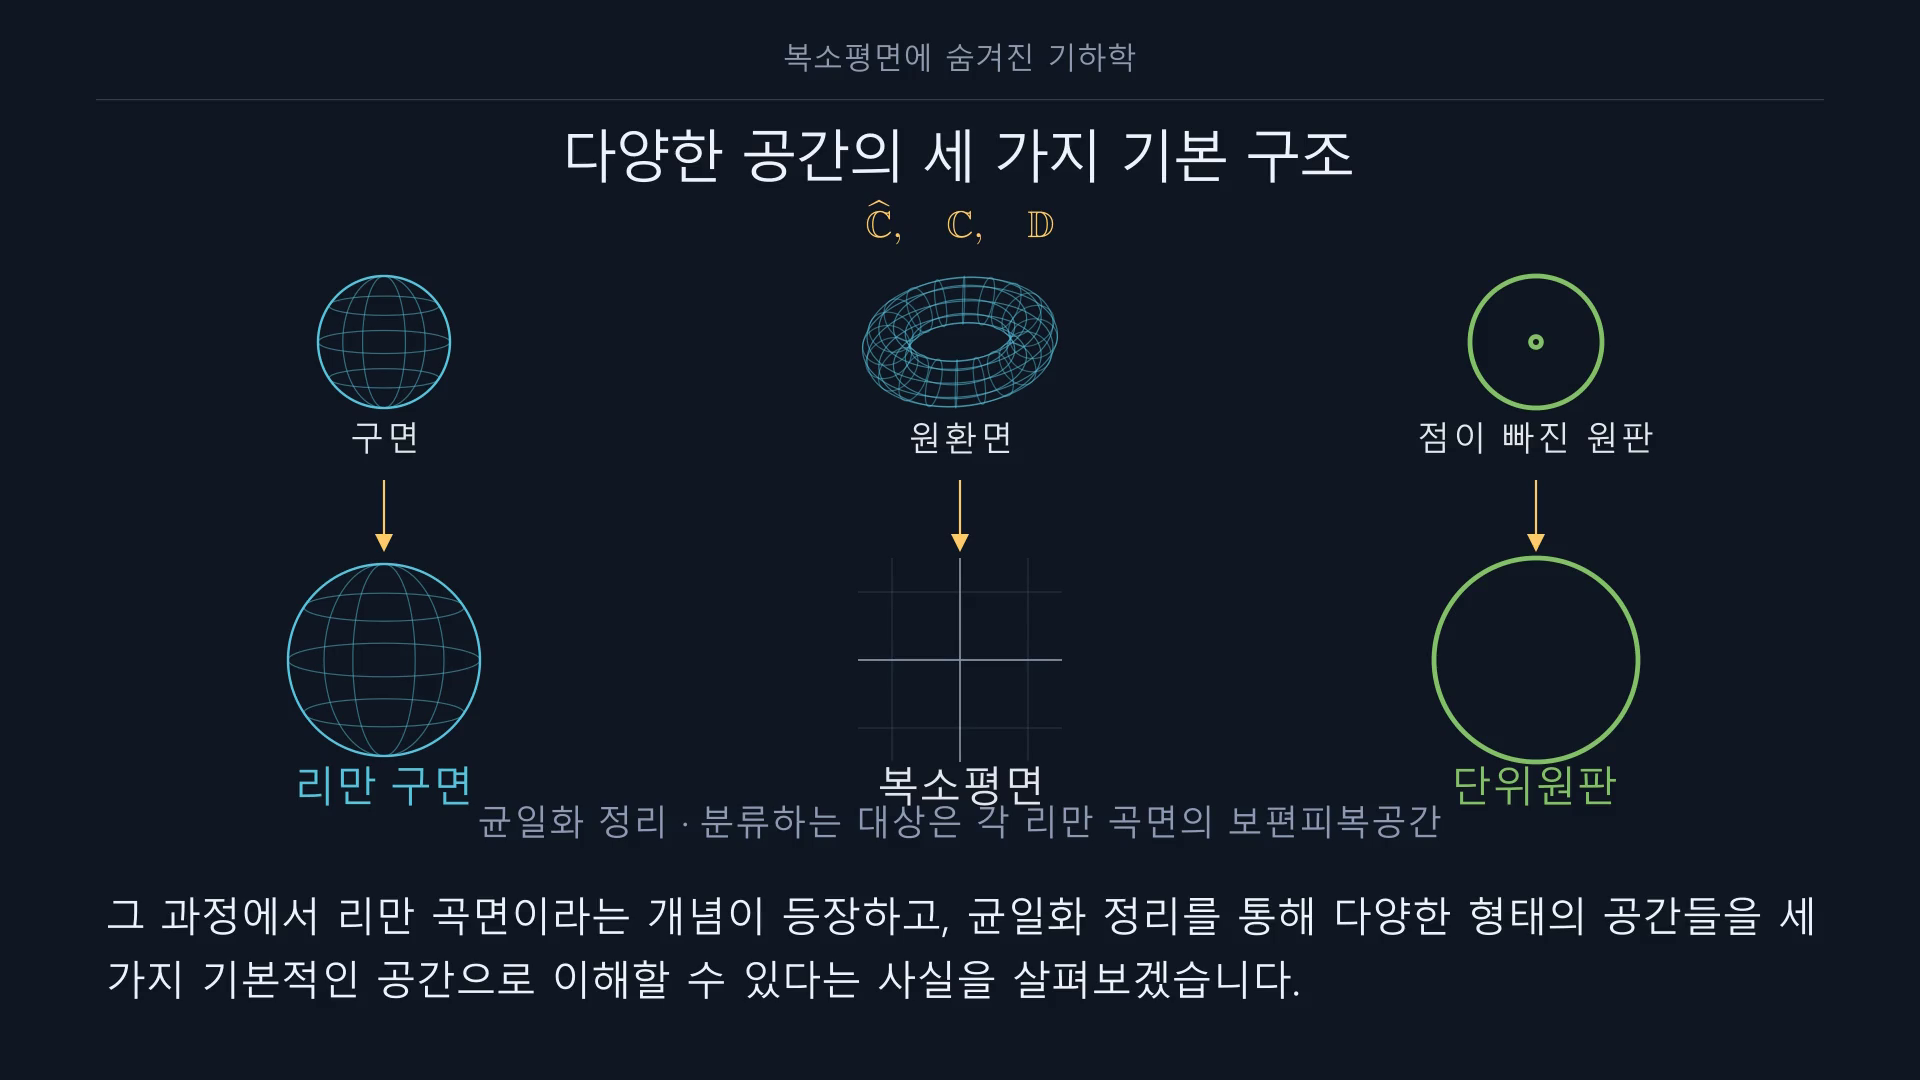 복소평면에 숨겨진 기하학
다양한 공간의 세 가지 기본 구조
ℂ̂, ℂ, 𝔻
구면
원환면
점이 빠진 원판
리만 구면
복소평면
단위원판
균일화 정리 · 분류하는 대상은 각 리만 곡면의 보편피복공간
그 과정에서 리만 곡면이라는 개념이 등장하고, 균일화 정리를 통해 다양한 형태의 공간들을 세
가지 기본적인 공간으로 이해할 수 있다는 사실을 살펴보겠습니다.